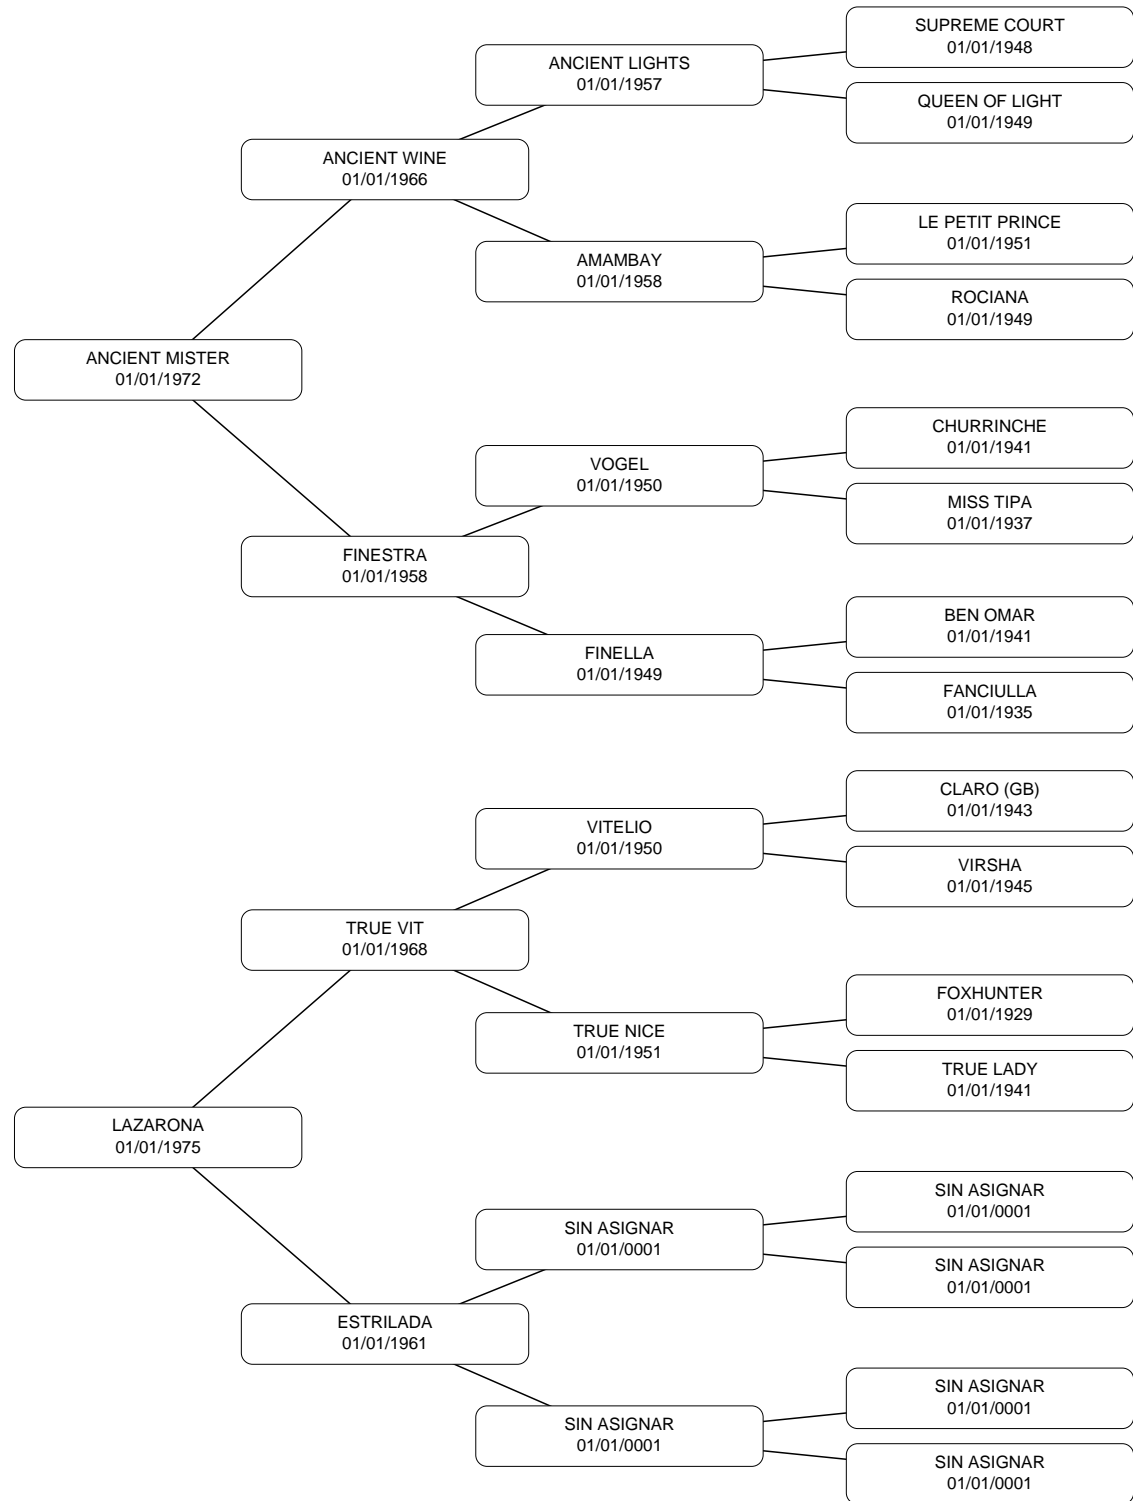 SUPREME COURT
01/01/1948
ANCIENT LIGHTS
01/01/1957
QUEEN OF LIGHT
01/01/1949
ANCIENT WINE
01/01/1966
LE PETIT PRINCE
01/01/1951
AMAMBAY
01/01/1958
ROCIANA
01/01/1949
ANCIENT MISTER
01/01/1972
CHURRINCHE
01/01/1941
VOGEL
01/01/1950
MISS TIPA
01/01/1937
FINESTRA
01/01/1958
BEN OMAR
01/01/1941
FINELLA
01/01/1949
FANCIULLA
01/01/1935
CLARO (GB)
01/01/1943
VITELIO
01/01/1950
VIRSHA
01/01/1945
TRUE VIT
01/01/1968
FOXHUNTER
01/01/1929
TRUE NICE
01/01/1951
TRUE LADY
01/01/1941
LAZARONA
01/01/1975
SIN ASIGNAR
01/01/0001
SIN ASIGNAR
01/01/0001
SIN ASIGNAR
01/01/0001
ESTRILADA
01/01/1961
SIN ASIGNAR
01/01/0001
SIN ASIGNAR
01/01/0001
SIN ASIGNAR
01/01/0001